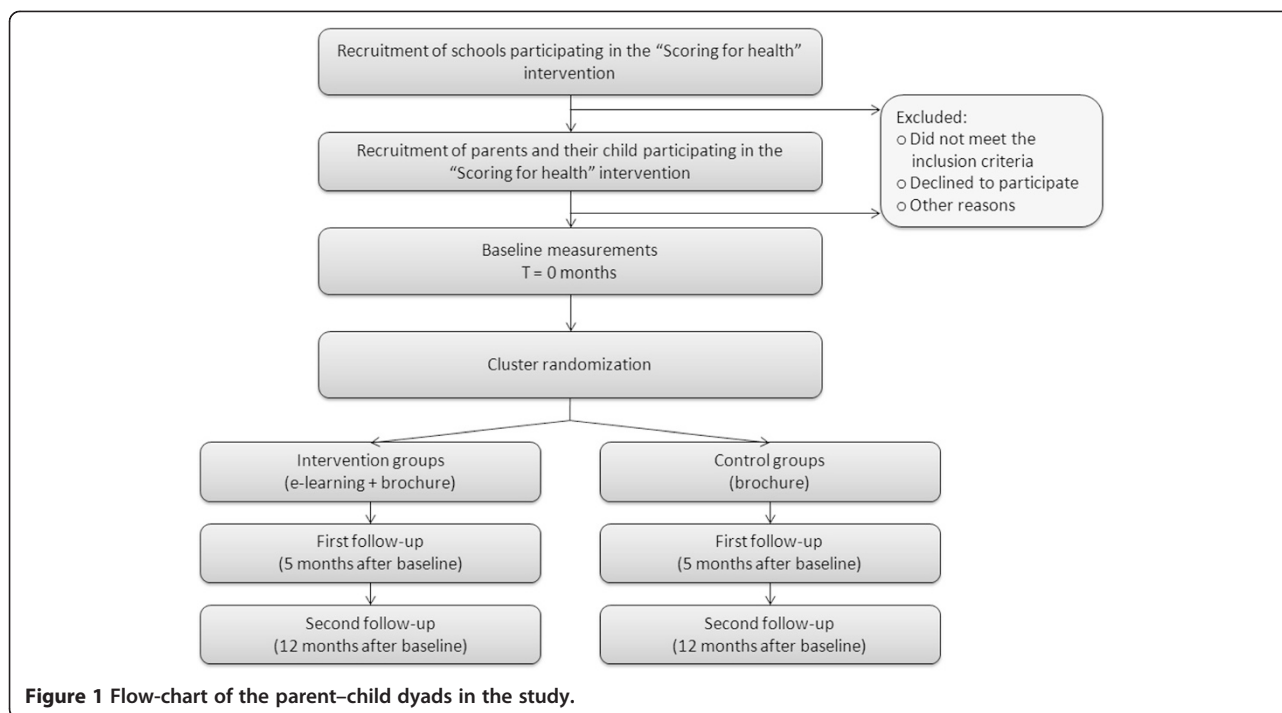 Recruitment of schools participating in the “Scoring for health”
intervention
Excluded:
○ Did not meet the
inclusion criteria
○ Declined to participate
○ Other reasons
Recruitment of parents and their child participating in the
“Scoring for health” intervention
Baseline measurements
T = 0 months
Cluster randomization
Intervention groups
(e-learning + brochure)
Control groups
(brochure)
First follow-up
(5 months after baseline)
First follow-up
(5 months after baseline)
Second follow-up
(12 months after baseline)
Second follow-up
(12 months after baseline)
Figure 1 Flow-chart of the parent–child dyads in the study.